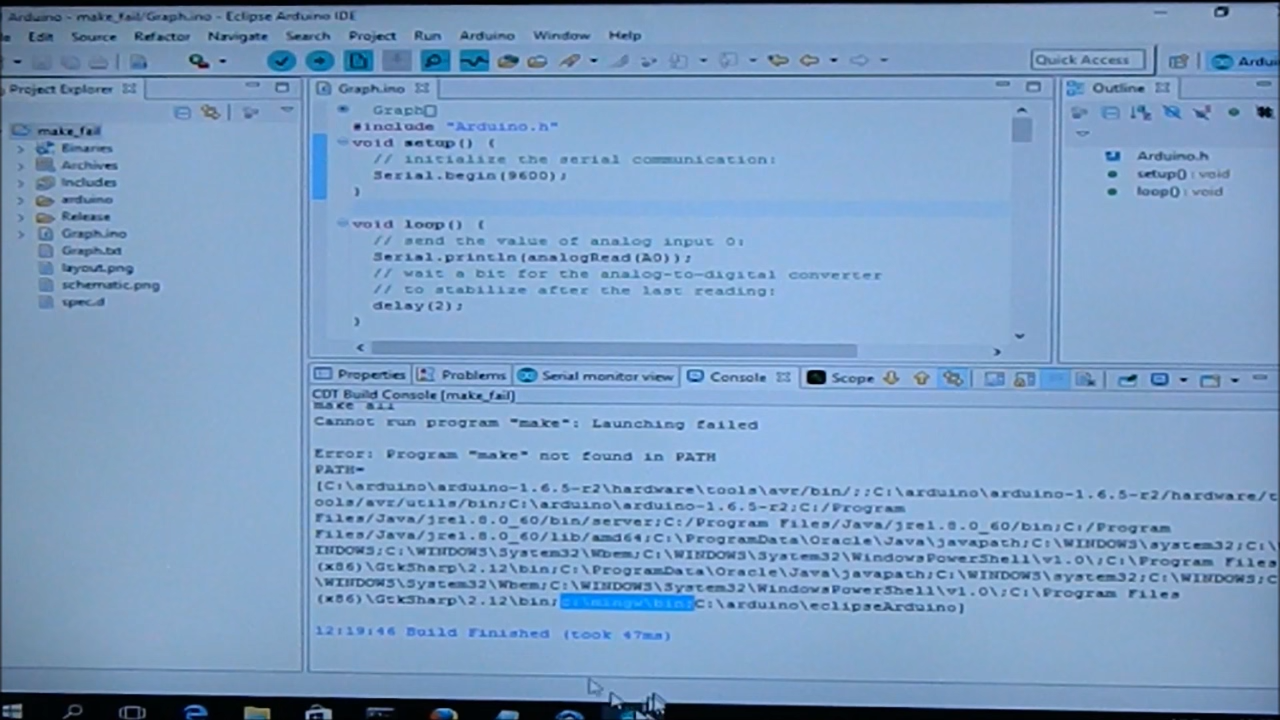 Arduino - make_fail/Graph.ino - Eclipse Arduino IDE
Edit Source Refactor Navigate Search Project Run Arduino Window Help
Quick Access
Project Explorer
make_fail
Binaries
Archives
Includes
arduino
Release
Graph.ino
Graph.txt
layout.png
schematic.png
spec.d
Graph.ino
Graph
#include "Arduino.h"
void setup() {
// initialize the serial communication:
Serial.begin(9600);
}
void loop() {
// send the value of analog input 0:
Serial.println(analogRead(A0));
// wait a bit for the analog-to-digital converter
// to stabilize after the last reading:
delay(2);
}
Outline
Arduino.h
setup() : void
loop() : void
Properties Problems Serial monitor view Console Scope
CDT Build Console [make_fail]
make all
Cannot run program "make": Launching failed
Error: Program "make" not found in PATH
PATH=
[C:\arduino\arduino-1.6.5-r2\hardware\tools\avr/bin/;;C:\arduino\arduino-1.6.5-r2/hardware/t
ools/avr/utils/bin;C:\arduino\arduino-1.6.5-r2;C:/Program
Files/Java/jre1.8.0_60/bin/server;C:/Program Files/Java/jre1.8.0_60/bin;C:/Program
Files/Java/jre1.8.0_60/lib/amd64;C:\ProgramData\Oracle\Java\javapath;C:\WINDOWS\system32;C:\
INDOWS;C:\WINDOWS\System32\Wbem;C:\WINDOWS\System32\WindowsPowerShell\v1.0\;C:\Program Files
(x86)\GtkSharp\2.12\bin;C:\ProgramData\Oracle\Java\javapath;C:\WINDOWS\system32;C:\WINDOWS;C
\WINDOWS\System32\Wbem;C:\WINDOWS\System32\WindowsPowerShell\v1.0\;C:\Program Files
(x86)\GtkSharp\2.12\bin;c:\mingw\bin;C:\arduino\eclipseArduino]
12:19:46 Build Finished (took 47ms)